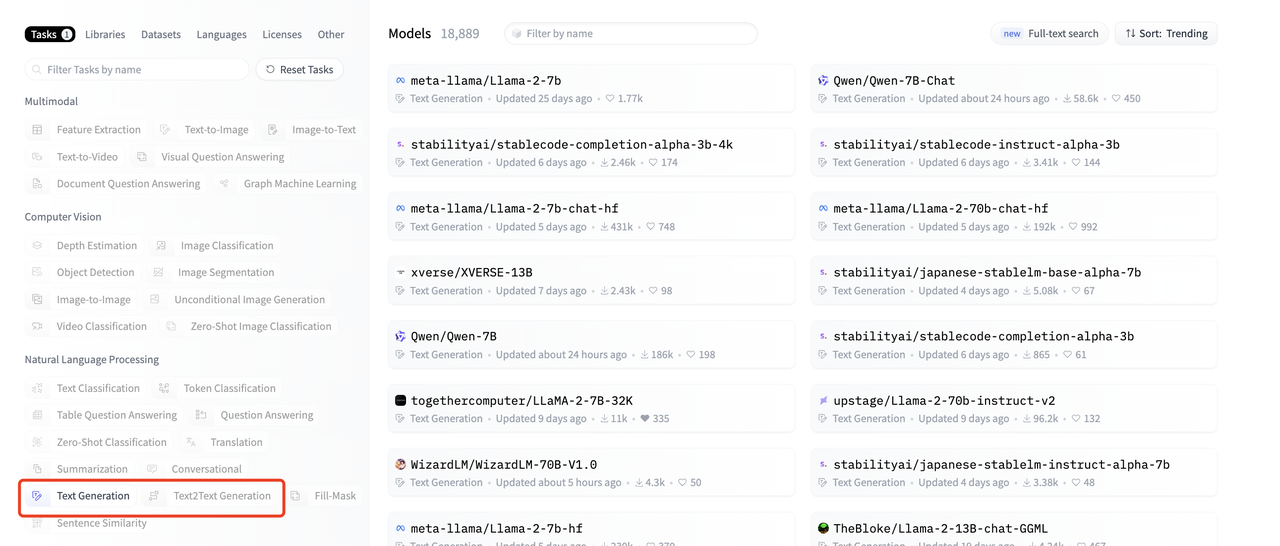 Tasks 1 Libraries Datasets Languages Licenses Other
Filter Tasks by name Reset Tasks
Multimodal
Feature Extraction Text-to-Image Image-to-Text
Text-to-Video Visual Question Answering
Document Question Answering Graph Machine Learning
Computer Vision
Depth Estimation Image Classification
Object Detection Image Segmentation
Image-to-Image Unconditional Image Generation
Video Classification Zero-Shot Image Classification
Natural Language Processing
Text Classification Token Classification
Table Question Answering Question Answering
Zero-Shot Classification Translation
Summarization Conversational
Text Generation Text2Text Generation Fill-Mask
Sentence Similarity
Models 18,889 Filter by name new Full-text search Sort: Trending
meta-llama/Llama-2-7b
Text Generation • Updated 25 days ago • 1.77k
Qwen/Qwen-7B-Chat
Text Generation • Updated about 24 hours ago • 58.6k • 450
stabilityai/stablecode-completion-alpha-3b-4k
Text Generation • Updated 6 days ago • 2.46k • 174
stabilityai/stablecode-instruct-alpha-3b
Text Generation • Updated 6 days ago • 3.41k • 144
meta-llama/Llama-2-7b-chat-hf
Text Generation • Updated 5 days ago • 431k • 748
meta-llama/Llama-2-70b-chat-hf
Text Generation • Updated 5 days ago • 192k • 992
xverse/XVERSE-13B
Text Generation • Updated 7 days ago • 2.43k • 98
stabilityai/japanese-stablelm-base-alpha-7b
Text Generation • Updated 4 days ago • 5.08k • 67
Qwen/Qwen-7B
Text Generation • Updated about 24 hours ago • 186k • 198
stabilityai/stablecode-completion-alpha-3b
Text Generation • Updated 6 days ago • 865 • 61
togethercomputer/LLaMA-2-7B-32K
Text Generation • Updated 9 days ago • 11k • 335
upstage/Llama-2-70b-instruct-v2
Text Generation • Updated 9 days ago • 96.2k • 132
WizardLM/WizardLM-70B-V1.0
Text Generation • Updated about 5 hours ago • 4.3k • 50
stabilityai/japanese-stablelm-instruct-alpha-7b
Text Generation • Updated 4 days ago • 3.38k • 48
meta-llama/Llama-2-7b-hf
Text Generation • Updated 5 days ago
TheBloke/Llama-2-13B-chat-GGML
Text Generation • Updated 10 days ago